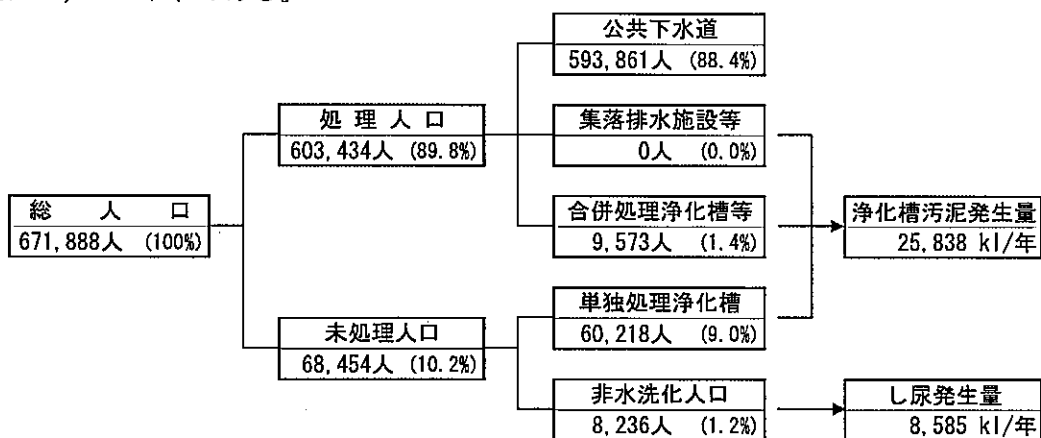 公共下水道
593,861人 (88.4%)
処理人口
603,434人 (89.8%)
集落排水施設等
0人 (0.0%)
総人口
671,888人 (100%)
合併処理浄化槽等
9,573人 (1.4%)
浄化槽汚泥発生量
25,838 kl/年
単独処理浄化槽
60,218人 (9.0%)
未処理人口
68,454人 (10.2%)
非水洗化人口
8,236人 (1.2%)
し尿発生量
8,585 kl/年